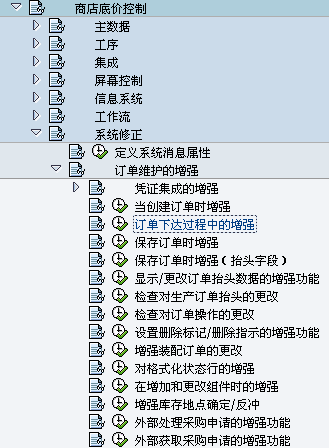 商店底价控制
主数据
工序
集成
屏幕控制
信息系统
工作流
系统修正
定义系统消息属性
订单维护的增强
凭证集成的增强
当创建订单时增强
订单下达过程中的增强
保存订单时增强
保存订单时增强（抬头字段）
显示/更改订单抬头数据的增强功能
检查对生产订单抬头的更改
检查对订单操作的更改
设置删除标记/删除指示的增强功能
增强装配订单的更改
对格式化状态行的增强
在增加和更改组件时的增强
增强库存地点确定/反冲
外部处理采购申请的增强功能
外部获取采购申请的增强功能